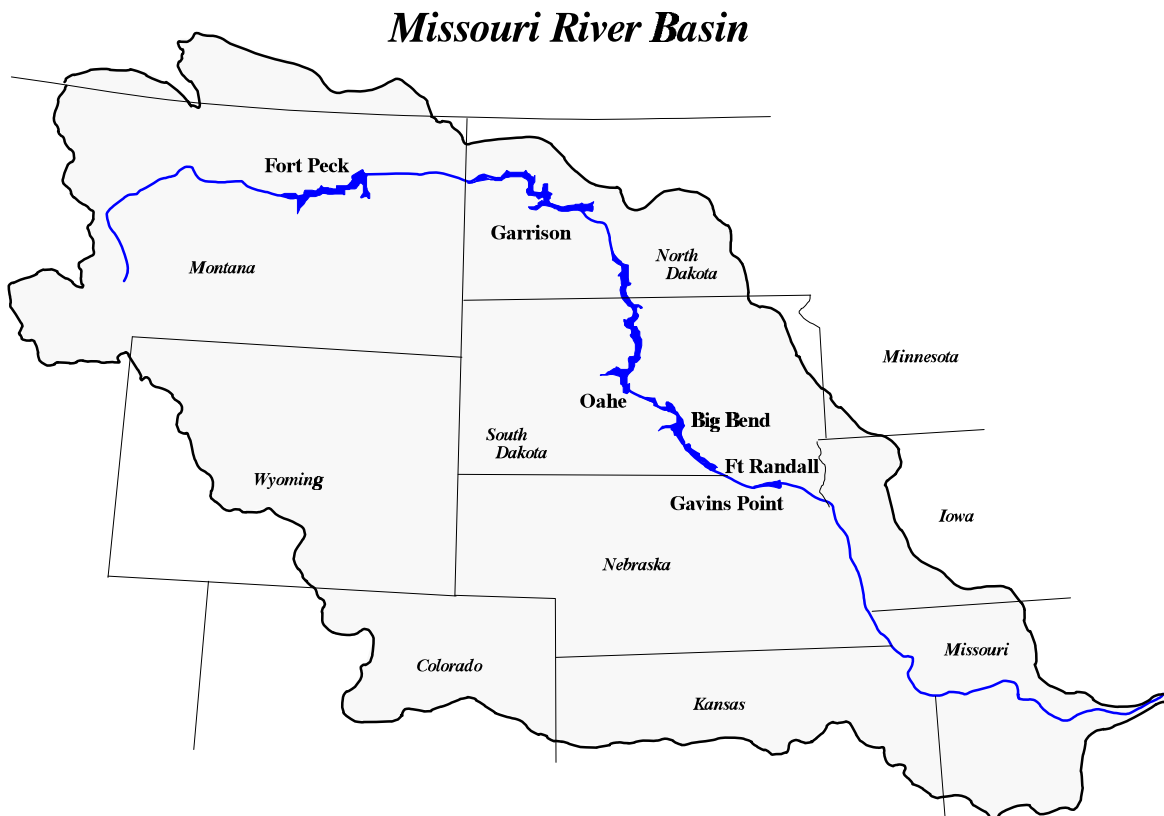 Missouri River Basin
Fort Peck
Garrison
North
Dakota
Montana
Minnesota
Oahe
Big Bend
South
Dakota
Ft Randall
Wyoming
Gavins Point
Iowa
Nebraska
Missouri
Colorado
Kansas